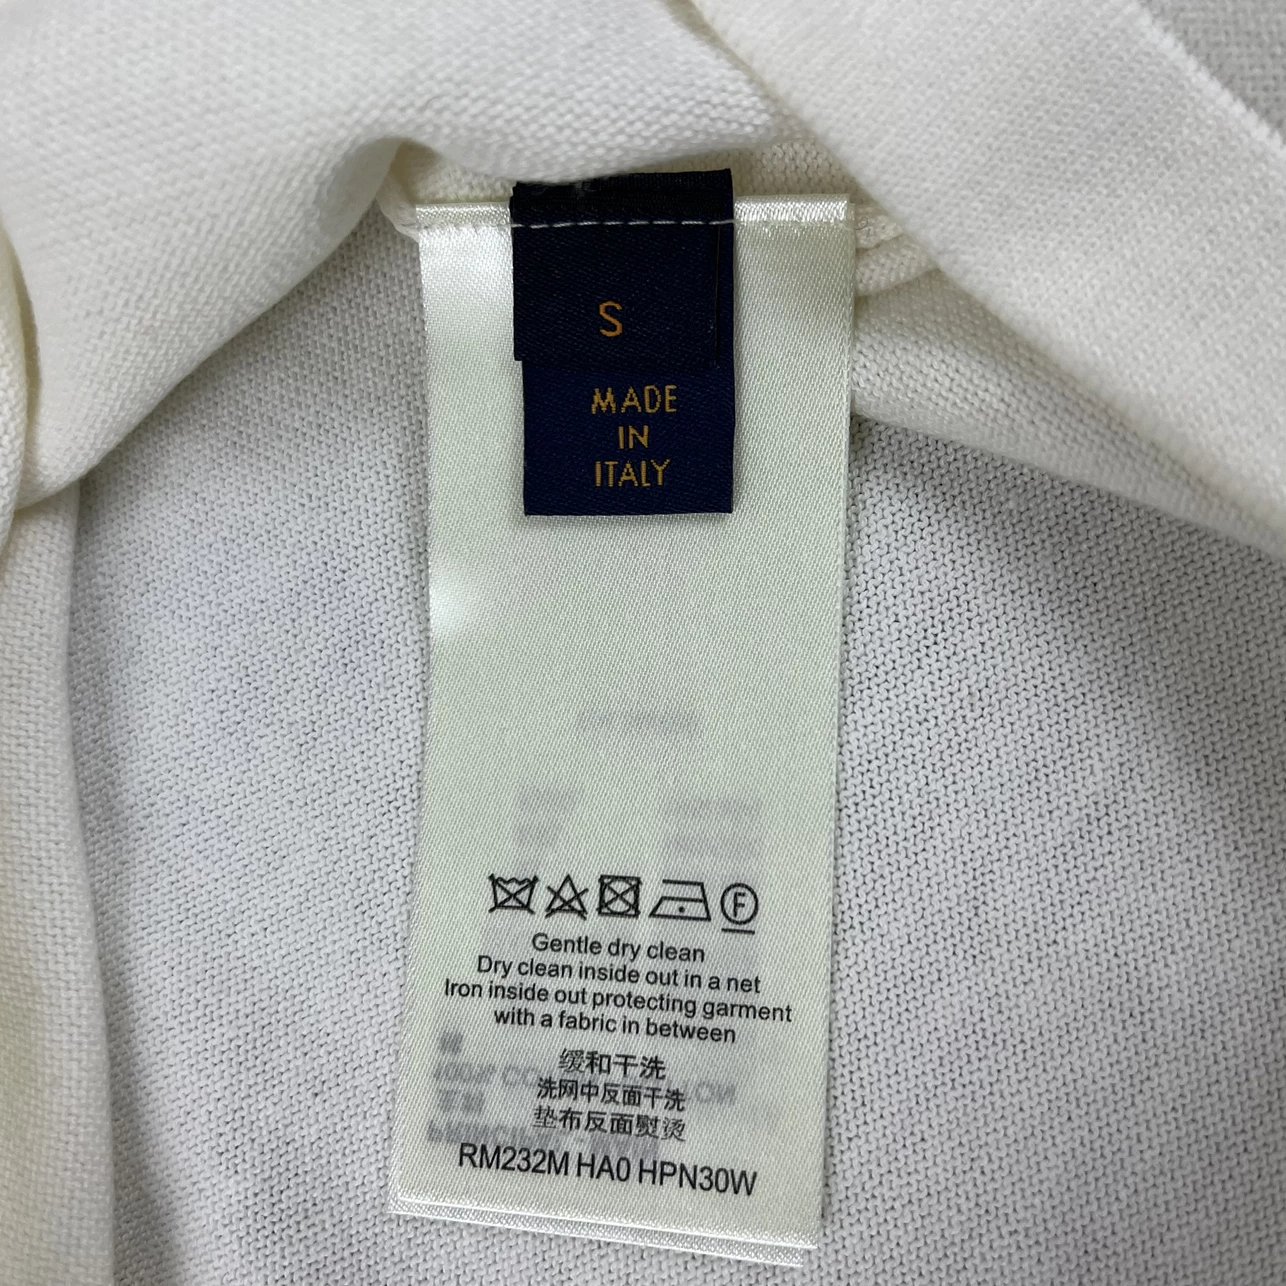 S
MADE
IN
ITALY
F
Gentle dry clean
Dry clean inside out in a net
Iron inside out protecting garment
with a fabric in between
缓和干洗
洗网中反面干洗
垫布反面熨烫
RM232M HA0 HPN30W